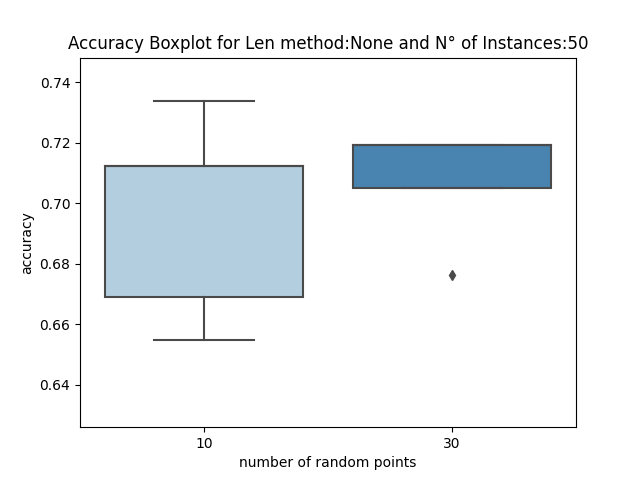 Accuracy Boxplot for Len method:None and N° of Instances:50
0.74
0.72
0.70
0.68
0.66
0.64
accuracy
10
30
number of random points